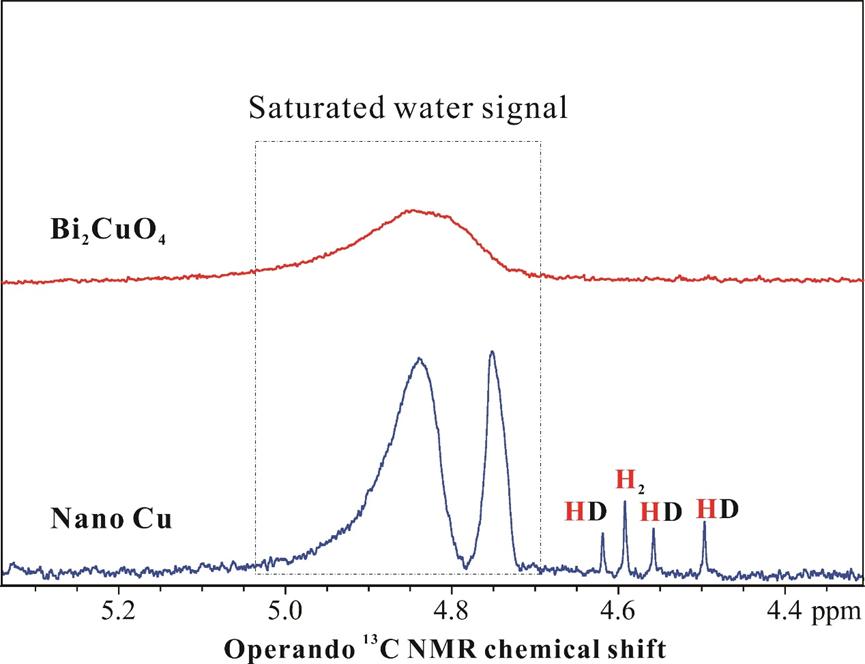 Saturated water signal
Bi₂CuO₄
H₂
HD HD HD
Nano Cu
5.2 5.0 4.8 4.6 4.4 ppm
Operando ¹³C NMR chemical shift